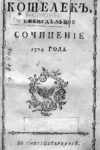 КОШЕЛЕКЪ,
ЕЖЕНЕДѢЛЬНОЕ
СОЧИНЕНІЕ
1774 ГОДА.
ВЪ САНКТПЕТЕРБУРГѢ.